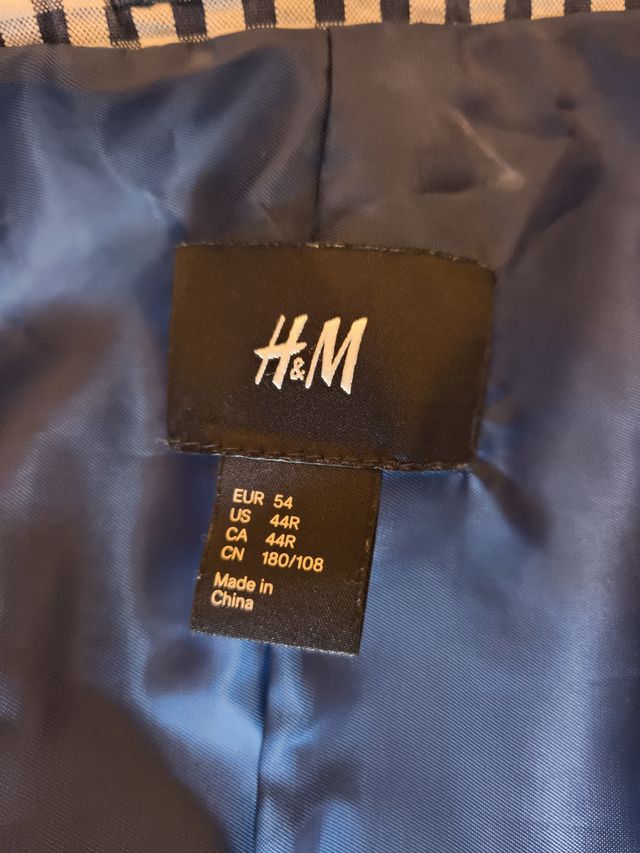 H&M
EUR 54
US 44R
CA 44R
CN 180/108
Made in
China